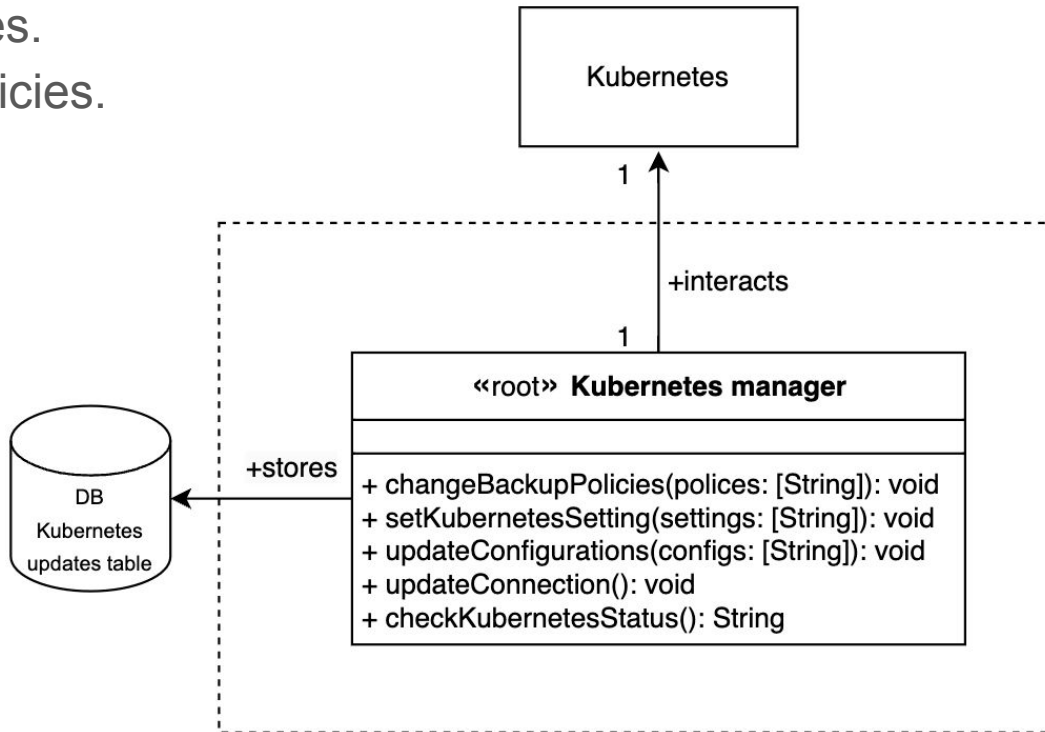 es.
icies.
Kubernetes
1
+interacts
1
«root» Kubernetes manager
+stores
DB
Kubernetes
updates table
+ changeBackupPolicies(polices: [String]): void
+ setKubernetesSetting(settings: [String]): void
+ updateConfigurations(configs: [String]): void
+ updateConnection(): void
+ checkKubernetesStatus(): String